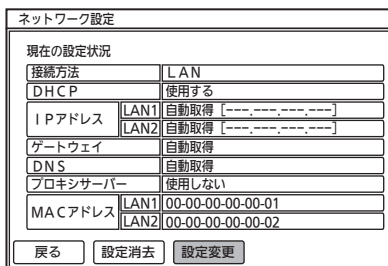 ネットワーク設定
現在の設定状況
接続方法 LAN
DHCP 使用する
IPアドレス LAN1 自動取得 [---.---.---.---]
LAN2 自動取得 [---.---.---.---]
ゲートウェイ 自動取得
DNS 自動取得
プロキシサーバー 使用しない
MACアドレス LAN1 00-00-00-00-00-01
LAN2 00-00-00-00-00-02
戻る 設定消去 設定変更